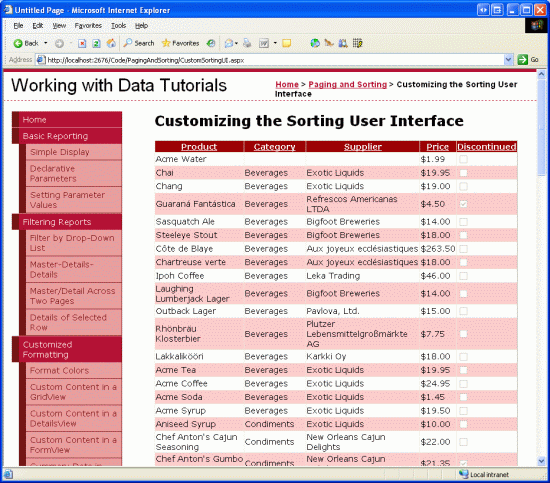 Untitled Page - Microsoft Internet Explorer
File Edit View Favorites Tools Help
Back Search Favorites
Address http://localhost:2676/Code/PagingAndSorting/CustomSortingUI.aspx Go
Working with Data Tutorials
Home > Paging and Sorting > Customizing the Sorting User
Interface
Home
Basic Reporting
Simple Display
Declarative
Parameters
Setting Parameter
Values
Filtering Reports
Filter by Drop-Down
List
Master-Details-
Details
Master/Detail Across
Two Pages
Details of Selected
Row
Customized
Formatting
Format Colors
Custom Content in a
GridView
Custom Content in a
DetailsView
Custom Content in a
FormView
Summary Data in
Customizing the Sorting User Interface
Product Category Supplier Price Discontinued
Acme Water $1.99
Chai Beverages Exotic Liquids $19.95
Chang Beverages Exotic Liquids $19.00
Guaraná Fantástica Beverages Refrescos Americanas
LTDA $4.50
Sasquatch Ale Beverages Bigfoot Breweries $14.00
Steeleye Stout Beverages Bigfoot Breweries $18.00
Côte de Blaye Beverages Aux joyeux ecclésiastiques $263.50
Chartreuse verte Beverages Aux joyeux ecclésiastiques $18.00
Ipoh Coffee Beverages Leka Trading $46.00
Laughing
Lumberjack Lager Beverages Bigfoot Breweries $14.00
Outback Lager Beverages Pavlova, Ltd. $15.00
Rhönbräu
Klosterbier Beverages Plutzer
Lebensmittelgroßmärkte
AG $7.75
Lakkalikööri Beverages Karkki Oy $18.00
Acme Tea Beverages Exotic Liquids $19.95
Acme Coffee Beverages Exotic Liquids $24.95
Acme Soda Beverages Exotic Liquids $1.45
Acme Syrup Beverages Exotic Liquids $19.50
Aniseed Syrup Condiments Exotic Liquids $10.00
Chef Anton's Cajun
Seasoning Condiments New Orleans Cajun
Delights $22.00
Chef Anton's Gumbo Condiments New Orleans Cajun $21.35
Local intranet